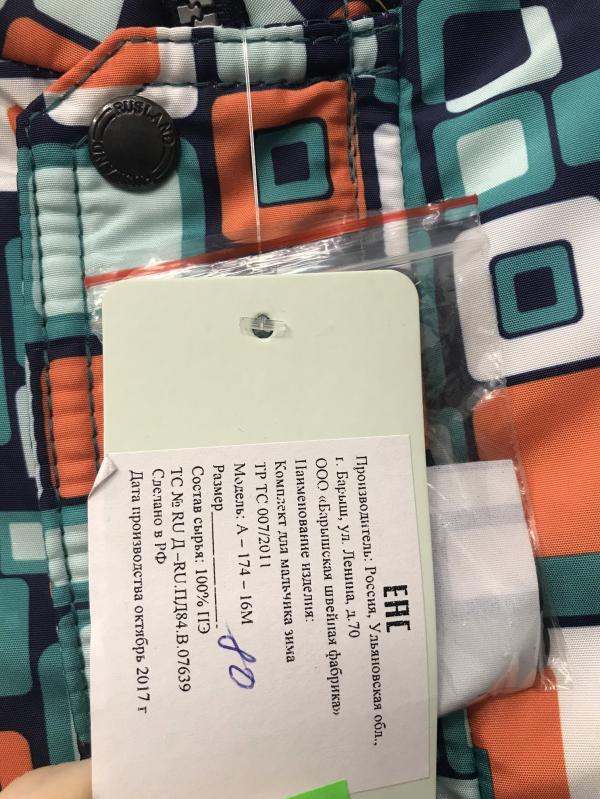 RUSLAND
EAC
Производитель: Россия, Ульяновская обл.,
г. Барыш, ул. Ленина, д.70
ООО «Барышская швейная фабрика»
Наименование изделия:
Комплект для мальчика зима
ТР ТС 007/2011
Модель: А – 174 – 16М
Размер 80
Состав сырья: 100% ПЭ
ТС № RU Д –RU.ПД84.В.07639
Сделано в РФ
Дата производства октябрь 2017 г